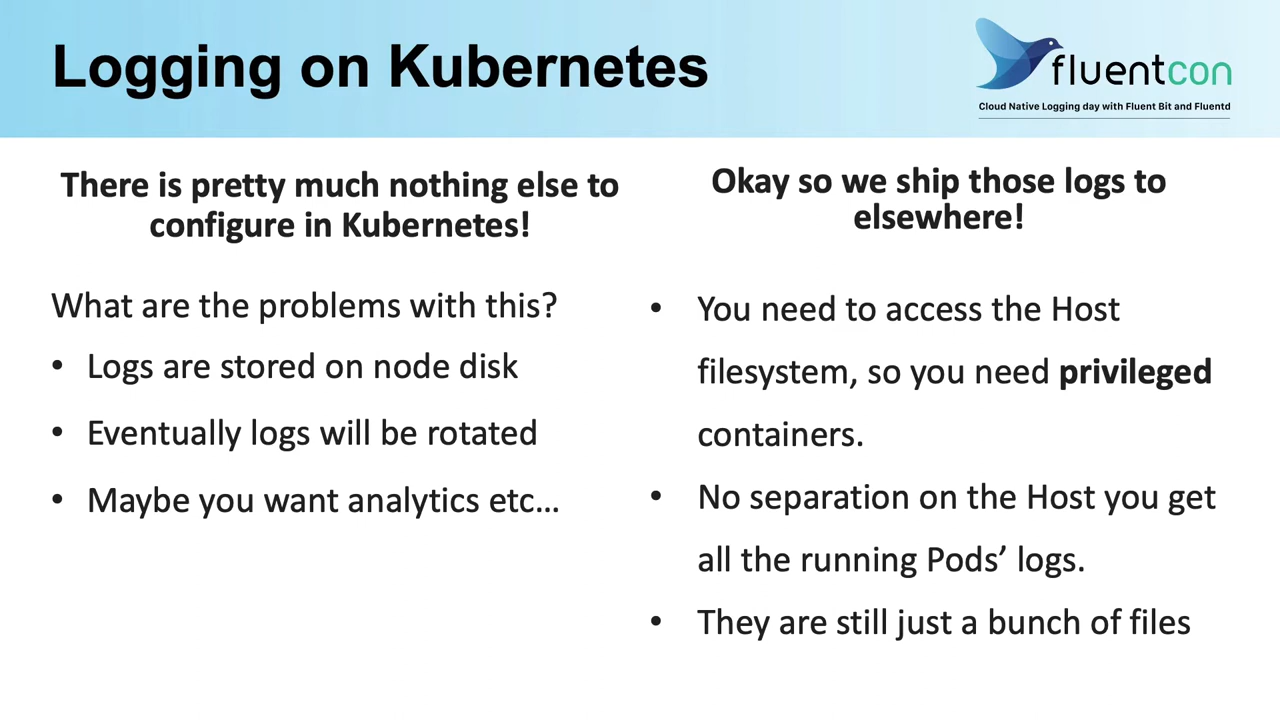 Logging on Kubernetes
fluentcon
Cloud Native Logging day with Fluent Bit and Fluentd
There is pretty much nothing else to
configure in Kubernetes!
What are the problems with this?
• Logs are stored on node disk
• Eventually logs will be rotated
• Maybe you want analytics etc…
Okay so we ship those logs to
elsewhere!
• You need to access the Host
filesystem, so you need privileged
containers.
• No separation on the Host you get
all the running Pods’ logs.
• They are still just a bunch of files